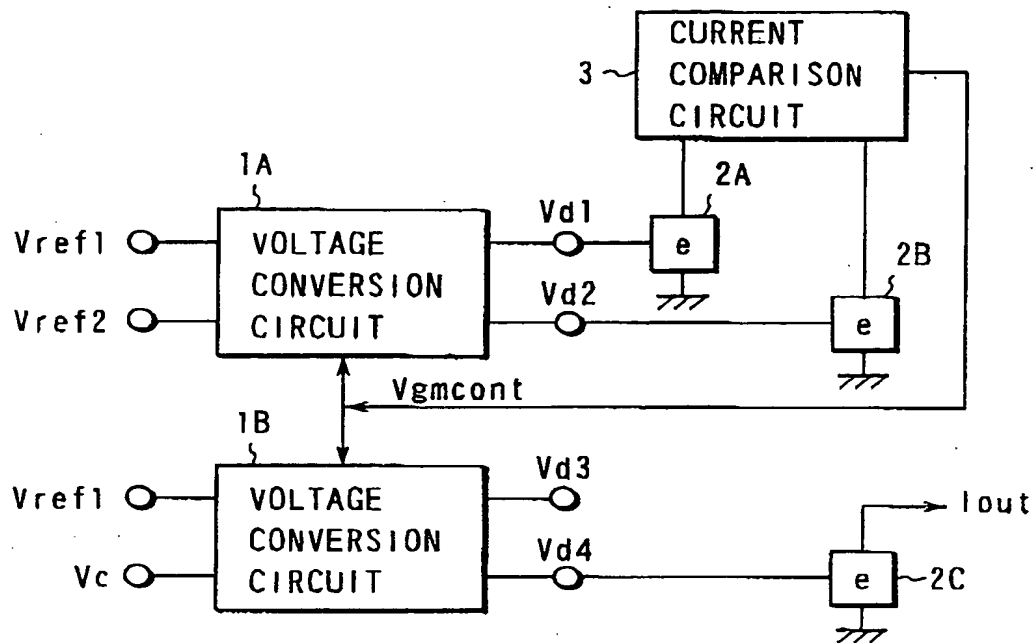 CURRENT
COMPARISON
CIRCUIT
3
1A
2A
Vref1
VOLTAGE
CONVERSION
CIRCUIT
Vd1
e
2B
Vref2
Vd2
e
Vgmcont
1B
Vref1
VOLTAGE
CONVERSION
CIRCUIT
Vd3
Iout
Vc
Vd4
e
2C